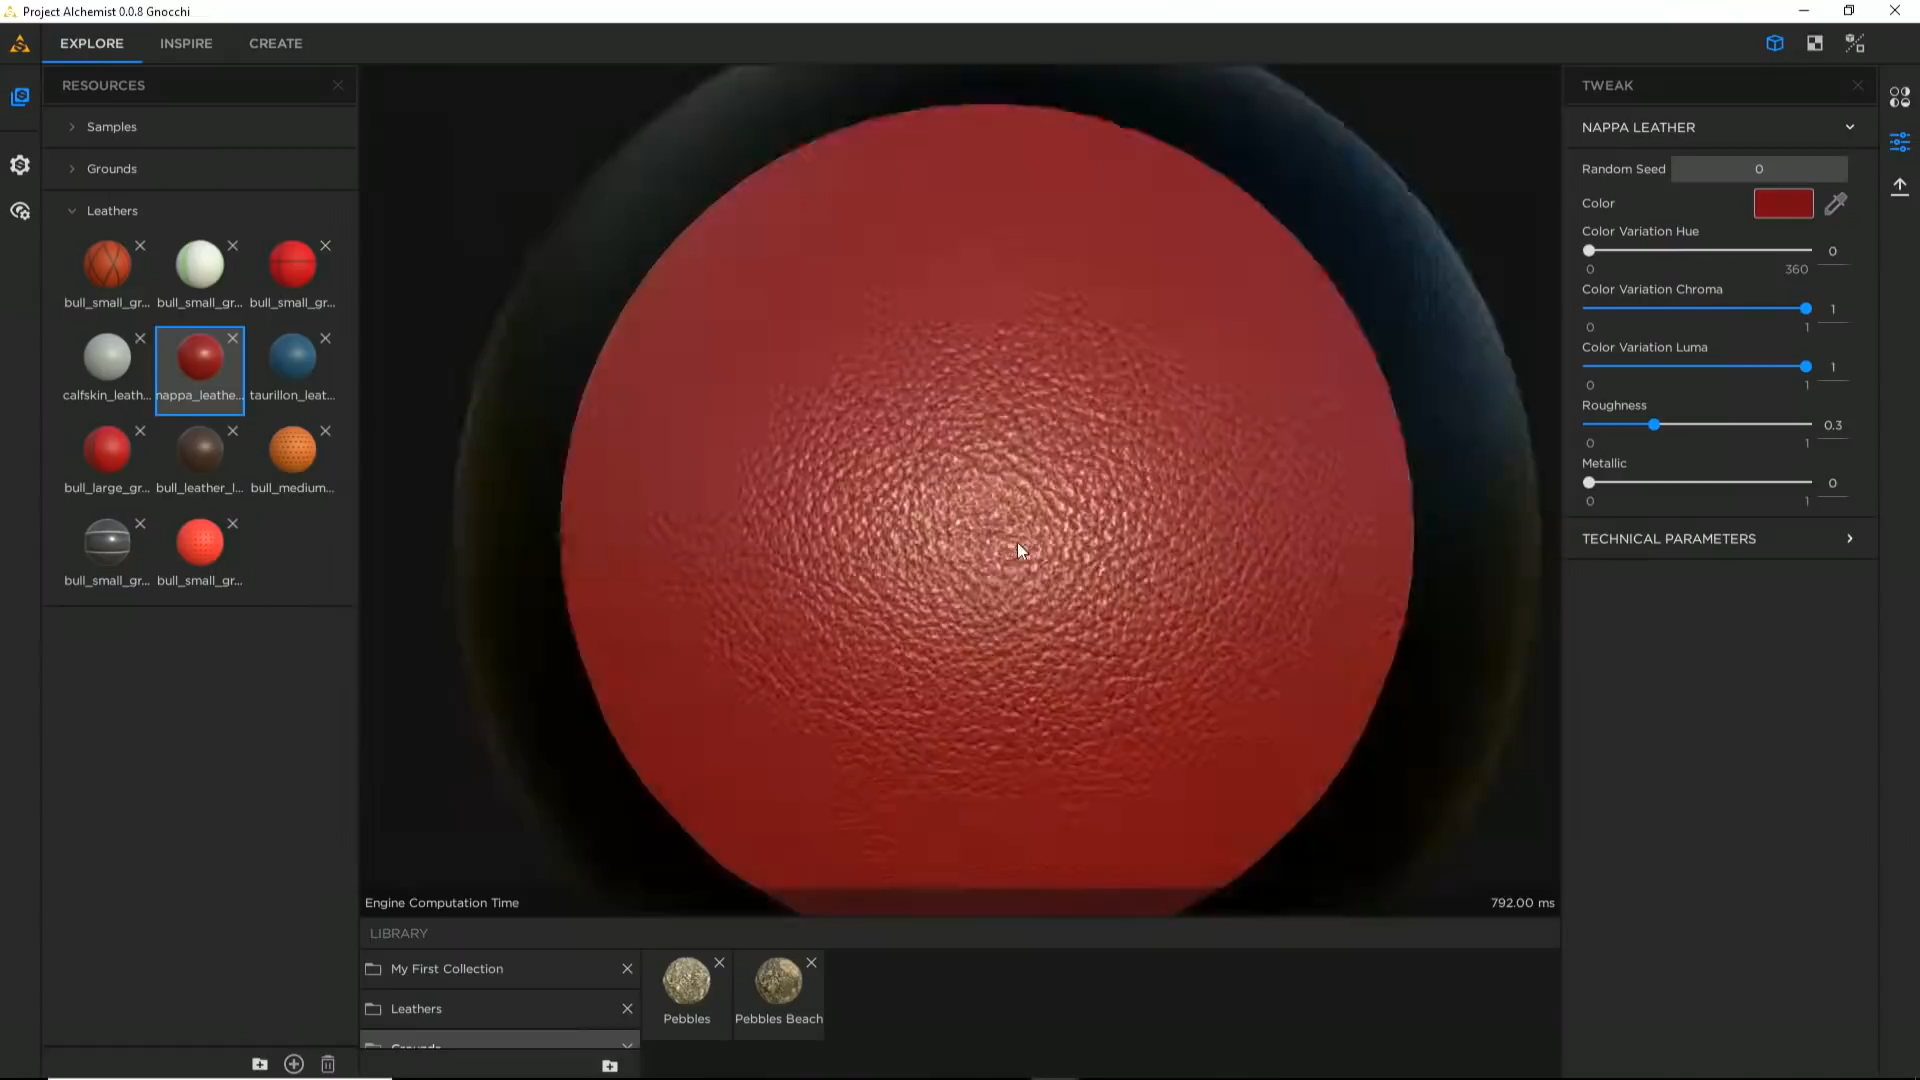 Project Alchemist 0.0.8 Gnocchi
EXPLORE
INSPIRE
CREATE
RESOURCES
Samples
Grounds
Leathers
bull_small_gr...
bull_small_gr...
bull_small_gr...
calfskin_leath...
nappa_leathe...
taurillon_leat...
bull_large_gr...
bull_leather_l...
bull_medium...
bull_small_gr...
bull_small_gr...
Engine Computation Time
792.00 ms
LIBRARY
My First Collection
Leathers
Grounds
Pebbles
Pebbles Beach
TWEAK
NAPPA LEATHER
Random Seed 0
Color
Color Variation Hue
0
0 360
Color Variation Chroma
1
0 1
Color Variation Luma
1
0 1
Roughness
0.3
0 1
Metallic
0
0 1
TECHNICAL PARAMETERS